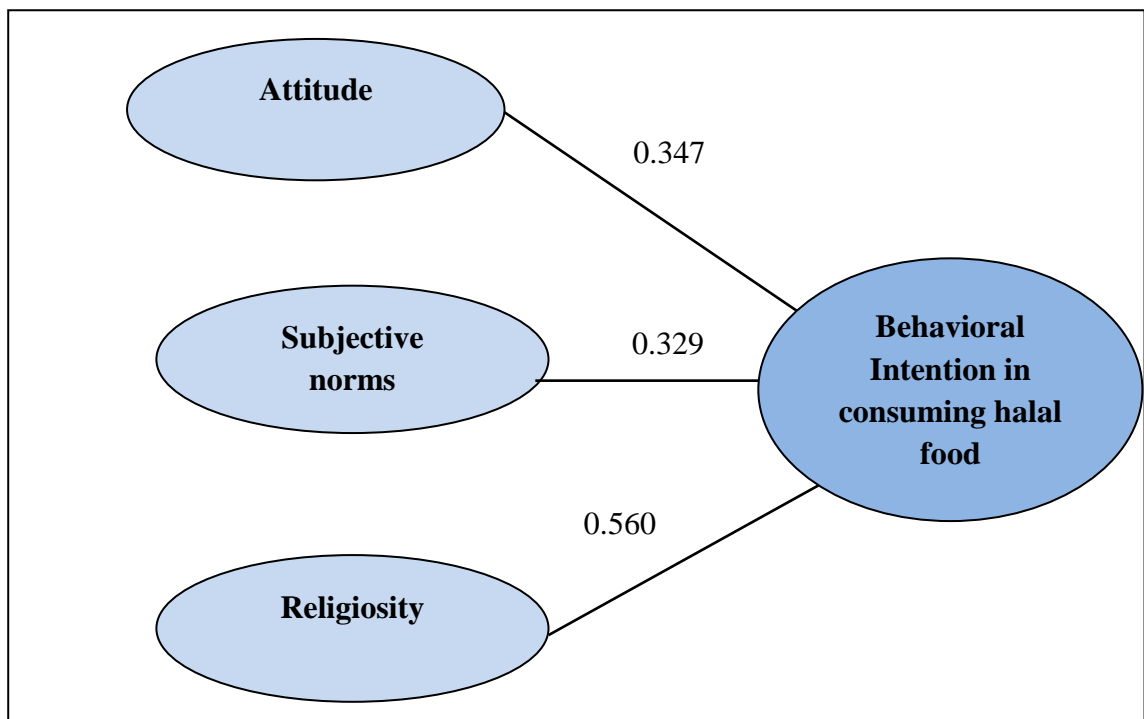 Attitude
0.347
Subjective
norms
0.329
Behavioral
Intention in
consuming halal
food
0.560
Religiosity